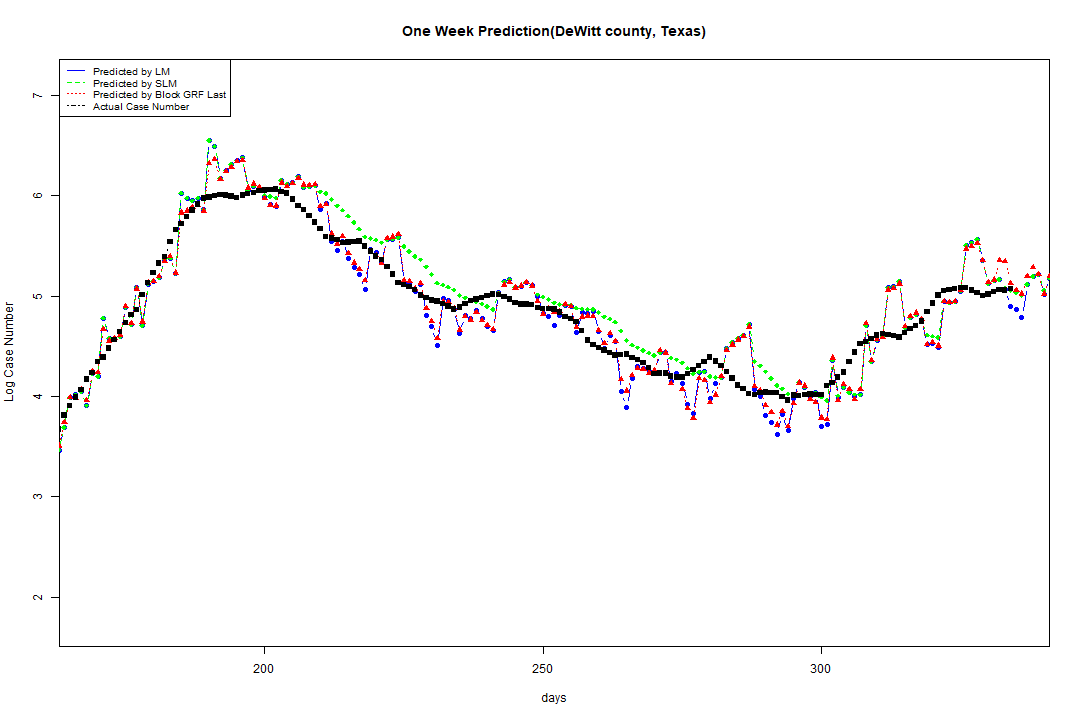 One Week Prediction(DeWitt county, Texas)
Predicted by LM
Predicted by SLM
Predicted by Block GRF Last
Actual Case Number
7
6
5
4
3
2
Log Case Number
200 250 300
days